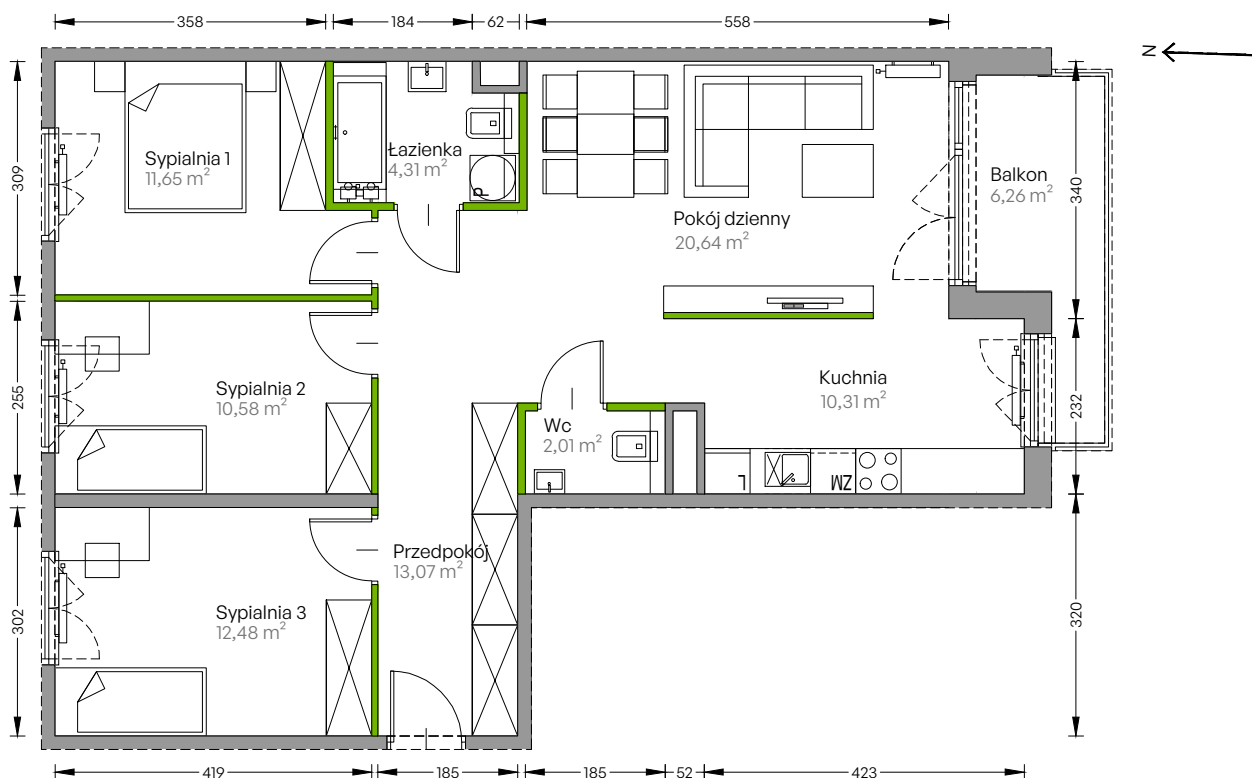 358
184
62
558
N
309
Sypialnia 1
11,65 m²
Łazienka
4,31 m²
P
Pokój dzienny
20,64 m²
Balkon
6,26 m²
340
255
Sypialnia 2
10,58 m²
Wc
2,01 m²
Kuchnia
10,31 m²
232
L
ZM
302
Sypialnia 3
12,48 m²
Przedpokój
13,07 m²
320
419
185
185
52
423